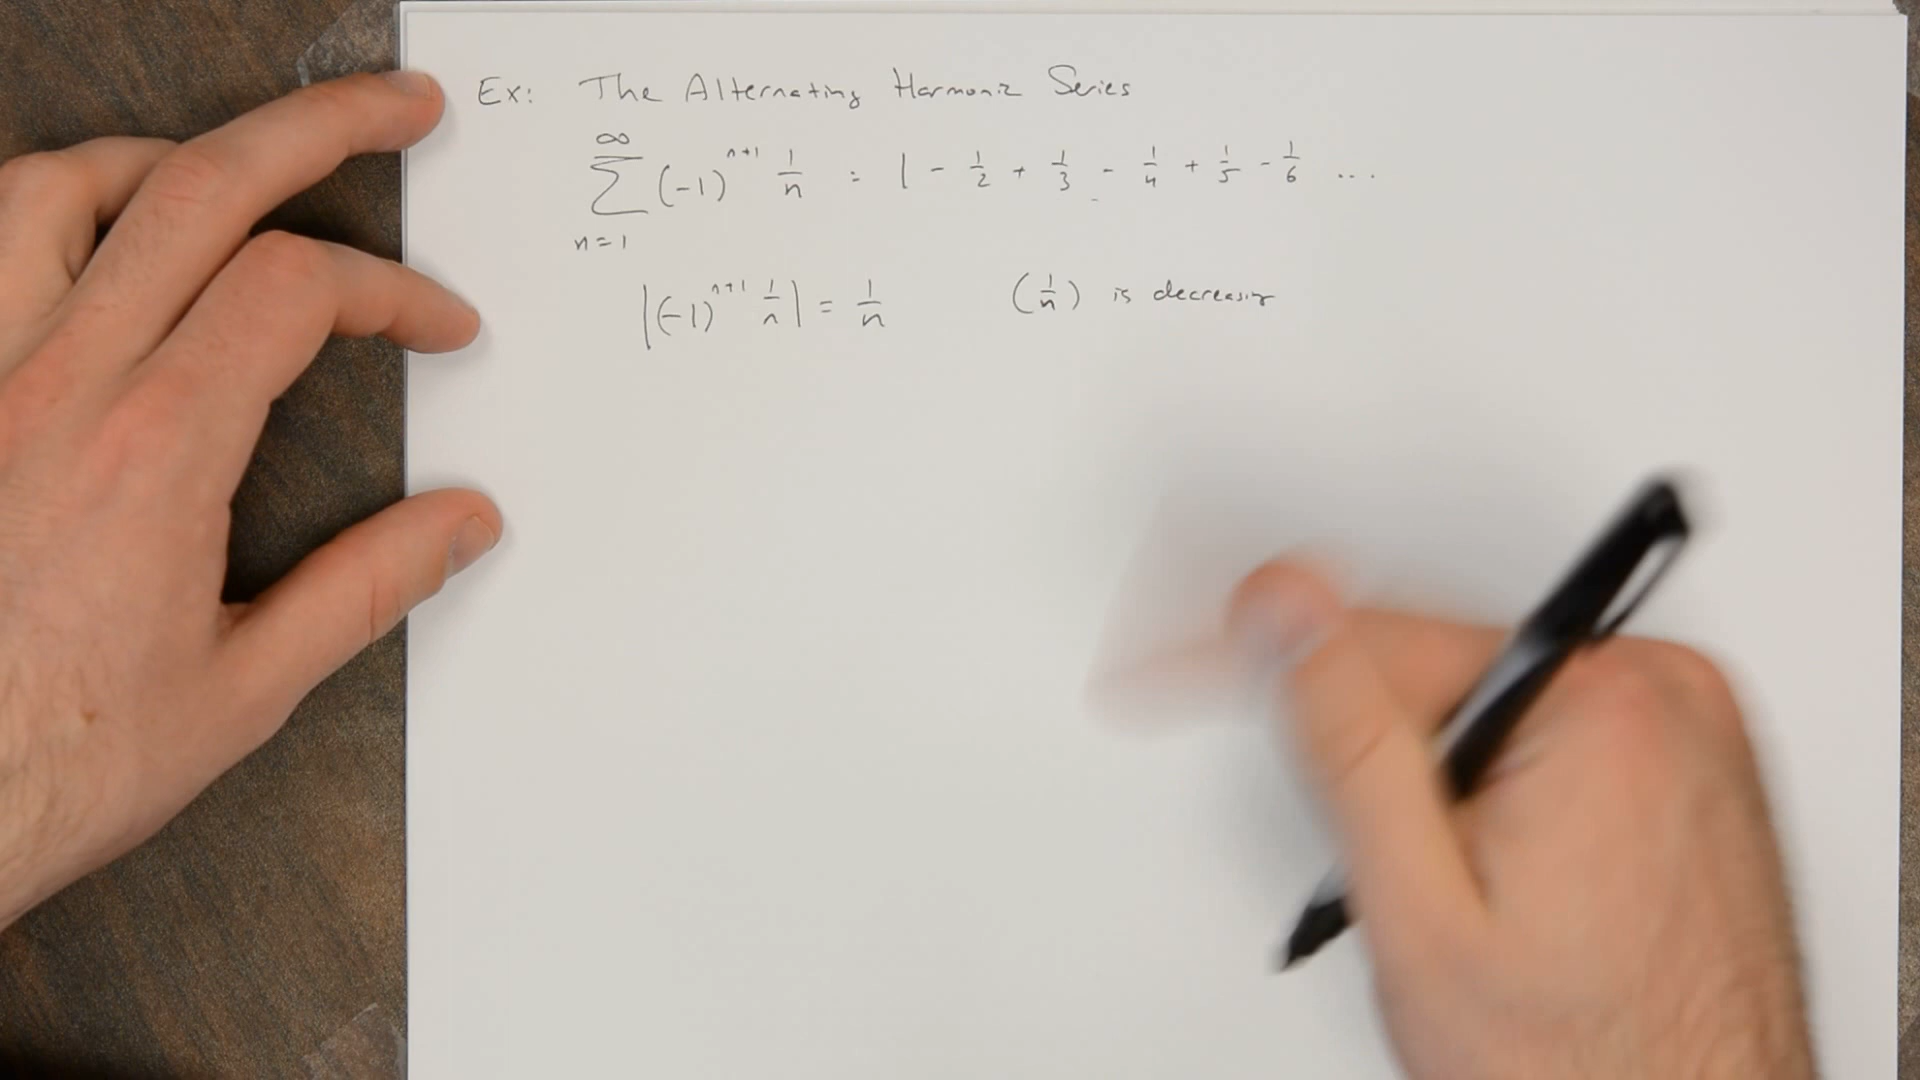 Ex: The Alternating Harmonic Series
∞
∑ (-1)^{n+1} 1/n = 1 - 1/2 + 1/3 - 1/4 + 1/5 - 1/6 ....
n=1
|(-1)^{n+1} 1/n| = 1/n (1/n) is decreasing